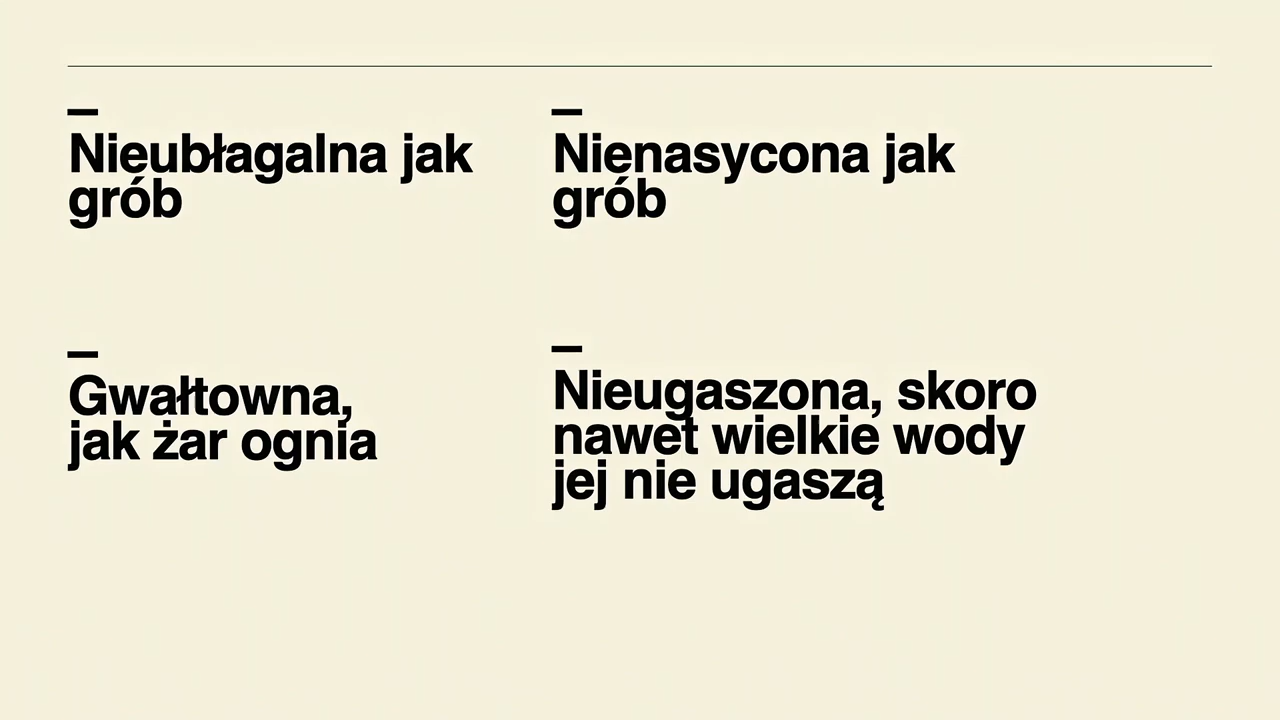 Nieubłagalna jak
grób
Nienasycona jak
grób
Gwałtowna,
jak żar ognia
Nieugaszona, skoro
nawet wielkie wody
jej nie ugaszą